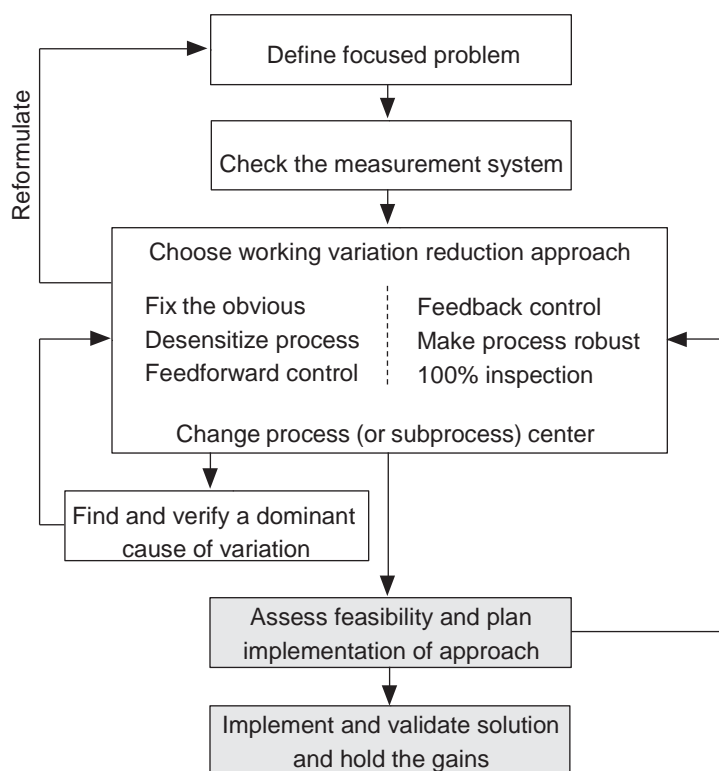 Define focused problem
Reformulate
Check the measurement system
Choose working variation reduction approach
Fix the obvious
Desensitize process
Feedforward control
Feedback control
Make process robust
100% inspection
Change process (or subprocess) center
Find and verify a dominant
cause of variation
Assess feasibility and plan
implementation of approach
Implement and validate solution
and hold the gains